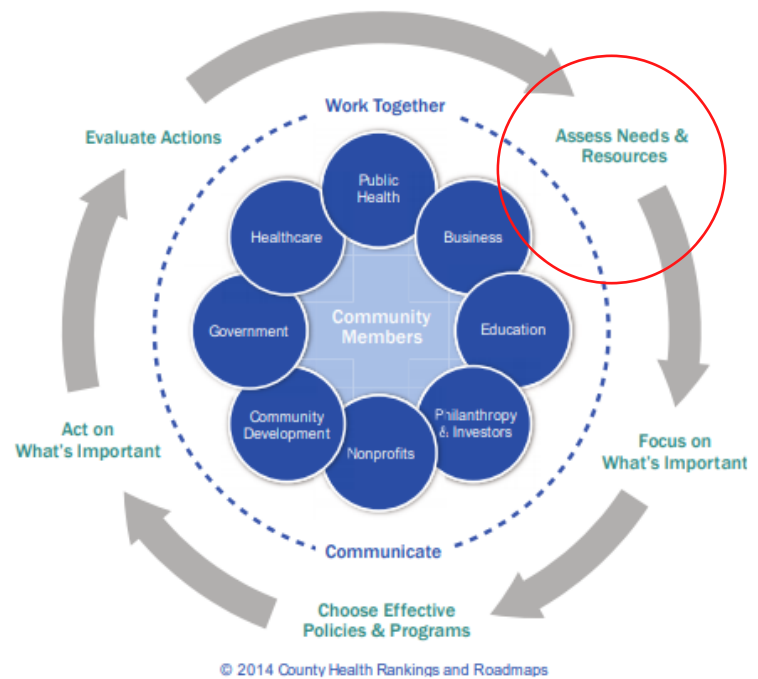 Work Together
Evaluate Actions
Assess Needs &
Resources
Public
Health
Healthcare
Business
Government
Community
Members
Education
Community
Development
Philanthropy
& Investors
Nonprofits
Act on
What's Important
Focus on
What's Important
Communicate
Choose Effective
Policies & Programs
© 2014 County Health Rankings and Roadmaps